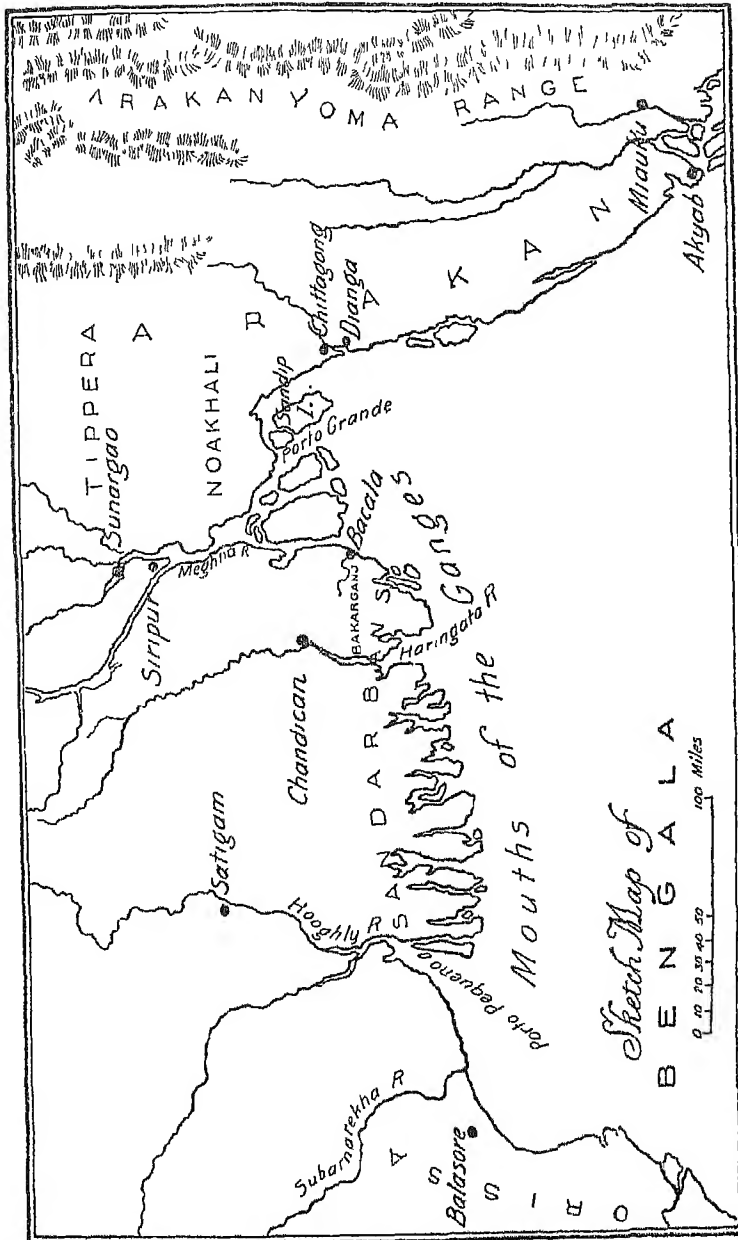 ARAKAN YOMA RANGE
TIPPERA
Sunargao
NOAKHALI
ARAKAN
Siripur
Meghna R
Chittagong
Dianga
Sandip
I.
Porto Grande
Miauku
Akyab
Satigam
Chandican
BAKARGANJ
Bacala
Haringata R
SANDARBANS
Hooghly R
Porto Pequeno
Mouths of the Ganges
Subarnarekha R
Balasore
ORISSA
Sketch Map of
BENGALA
0 10 20 30 40 50 100 Miles